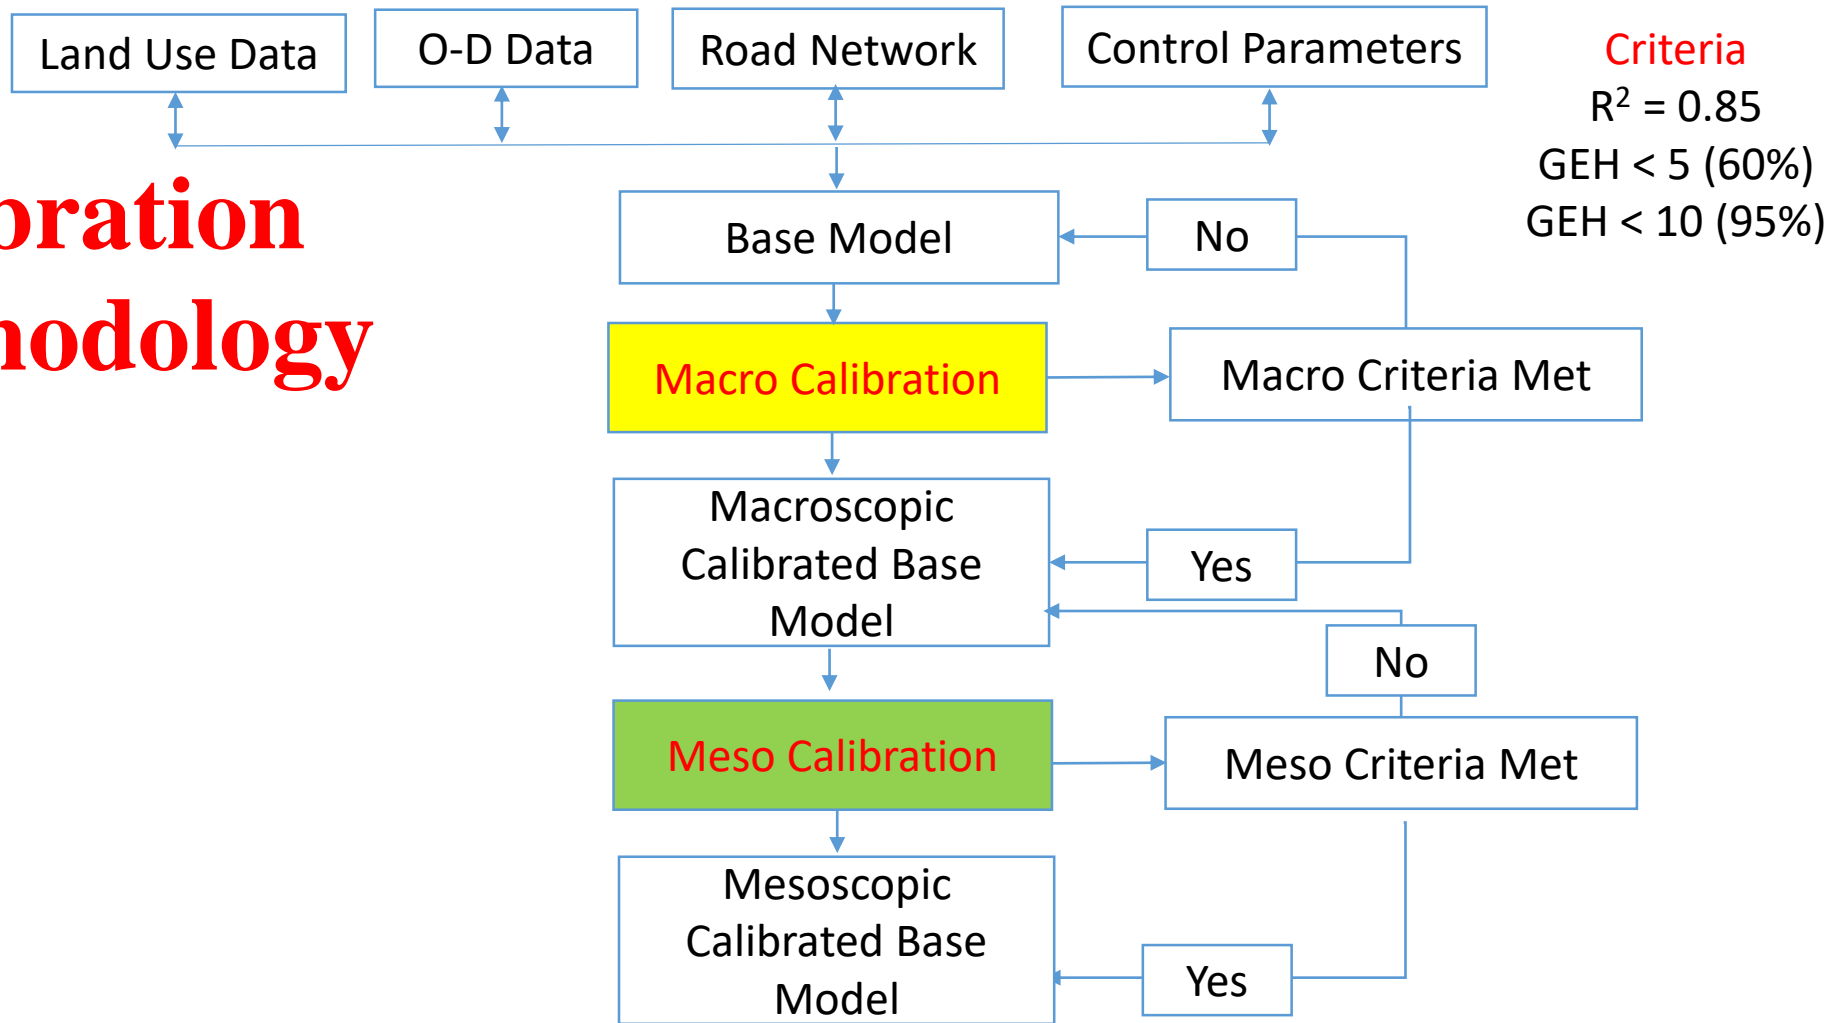 Land Use Data
O-D Data
Road Network
Control Parameters
Criteria
R² = 0.85
GEH < 5 (60%)
GEH < 10 (95%)
bration
hodology
Base Model
No
Macro Calibration
Macro Criteria Met
Macroscopic
Calibrated Base
Model
Yes
No
Meso Calibration
Meso Criteria Met
Mesoscopic
Calibrated Base
Model
Yes